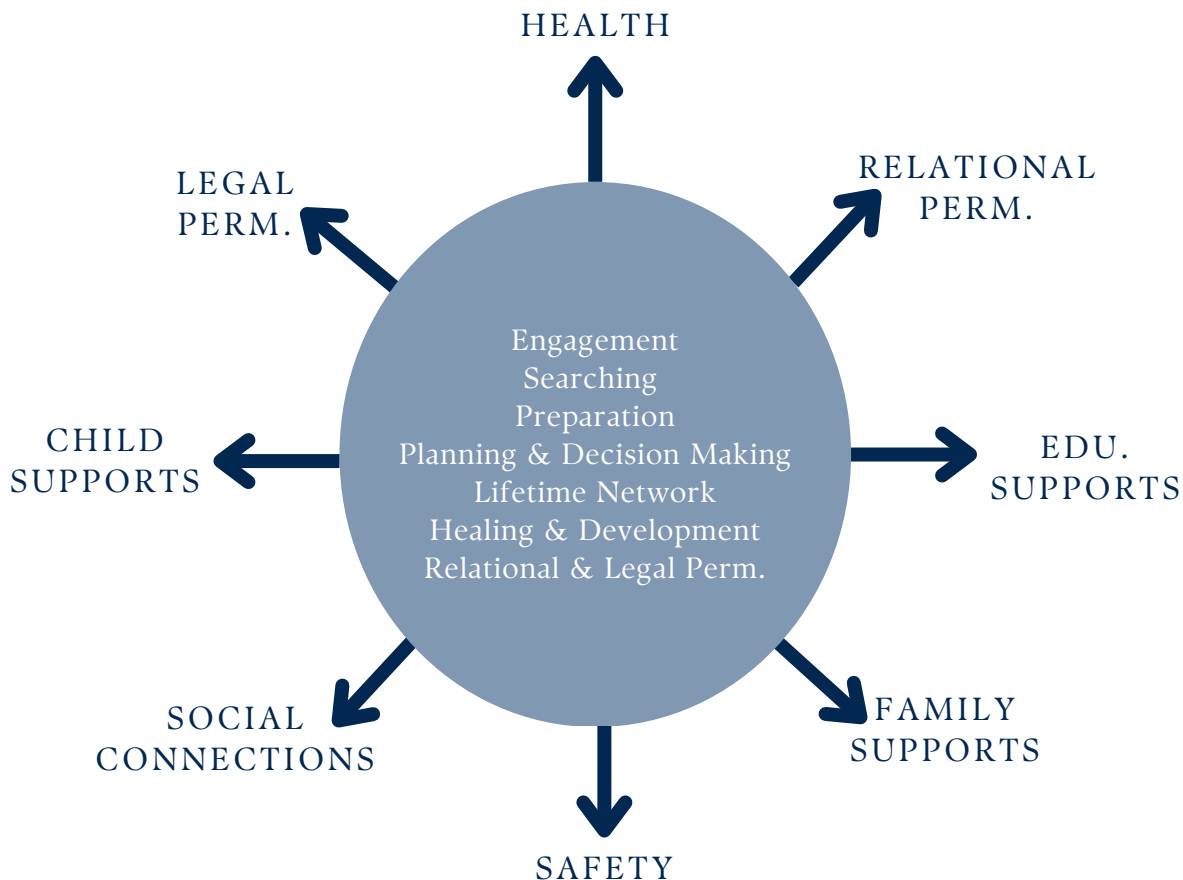 HEALTH
LEGAL
PERM.
RELATIONAL
PERM.
Engagement
Searching
Preparation
Planning & Decision Making
Lifetime Network
Healing & Development
Relational & Legal Perm.
CHILD
SUPPORTS
EDU.
SUPPORTS
SOCIAL
CONNECTIONS
FAMILY
SUPPORTS
SAFETY